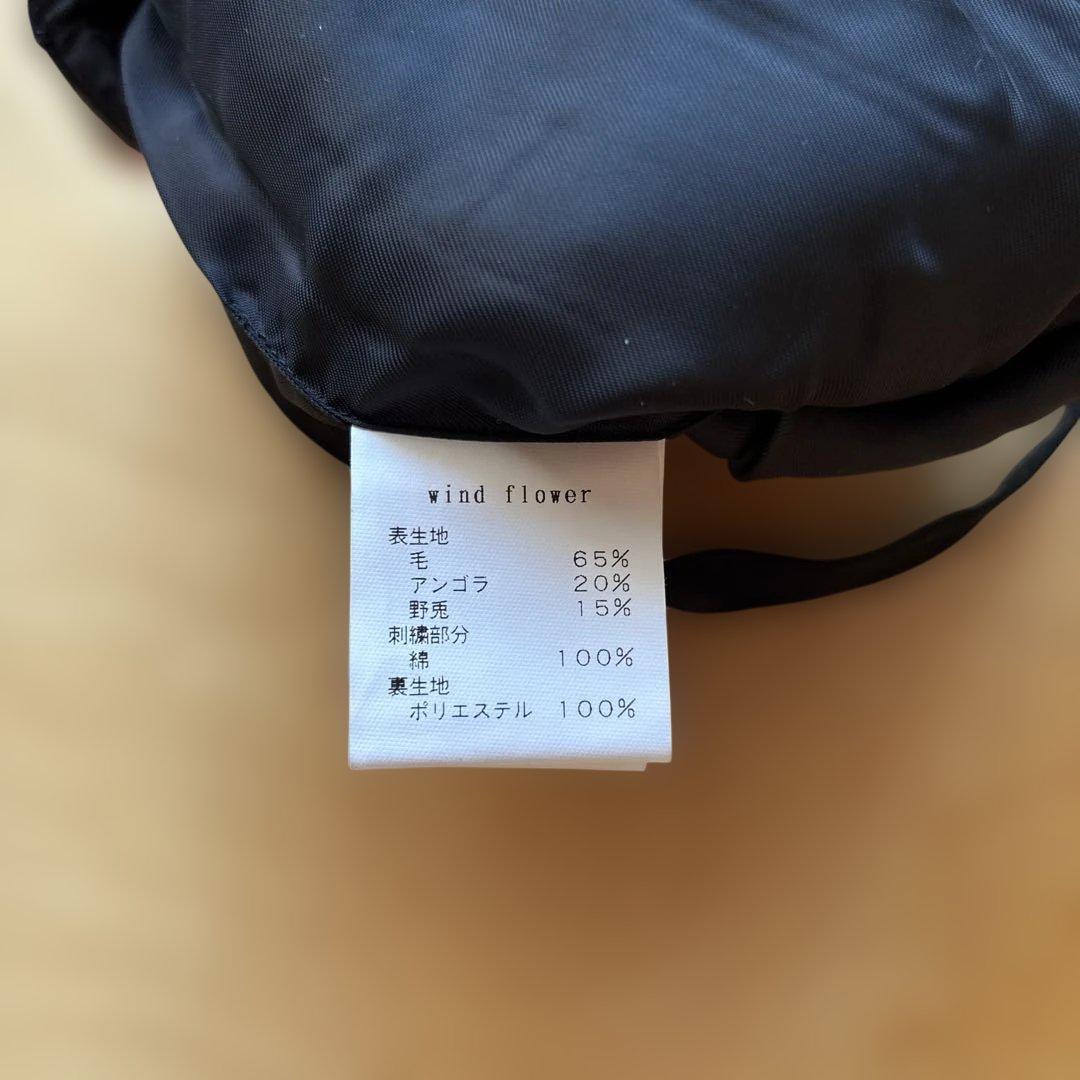 wind flower
表生地
毛 65%
アンゴラ 20%
野兎 15%
刺繍部分
綿 100%
裏生地
ポリエステル 100%